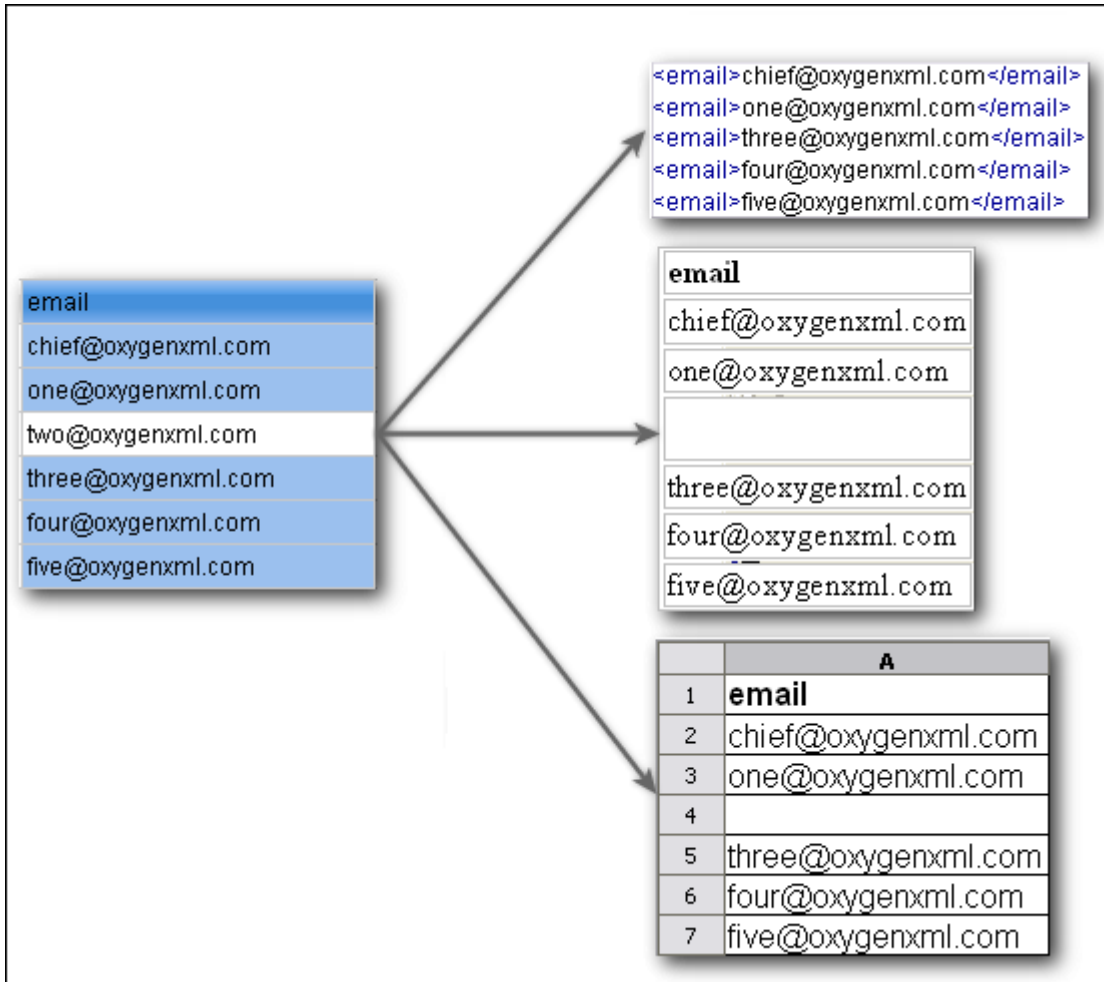 email
chief@oxygenxml.com
one@oxygenxml.com
two@oxygenxml.com
three@oxygenxml.com
four@oxygenxml.com
five@oxygenxml.com
<email>chief@oxygenxml.com</email>
<email>one@oxygenxml.com</email>
<email>three@oxygenxml.com</email>
<email>four@oxygenxml.com</email>
<email>five@oxygenxml.com</email>
email
chief@oxygenxml.com
one@oxygenxml.com
three@oxygenxml.com
four@oxygenxml.com
five@oxygenxml.com
A
1 email
2 chief@oxygenxml.com
3 one@oxygenxml.com
4
5 three@oxygenxml.com
6 four@oxygenxml.com
7 five@oxygenxml.com